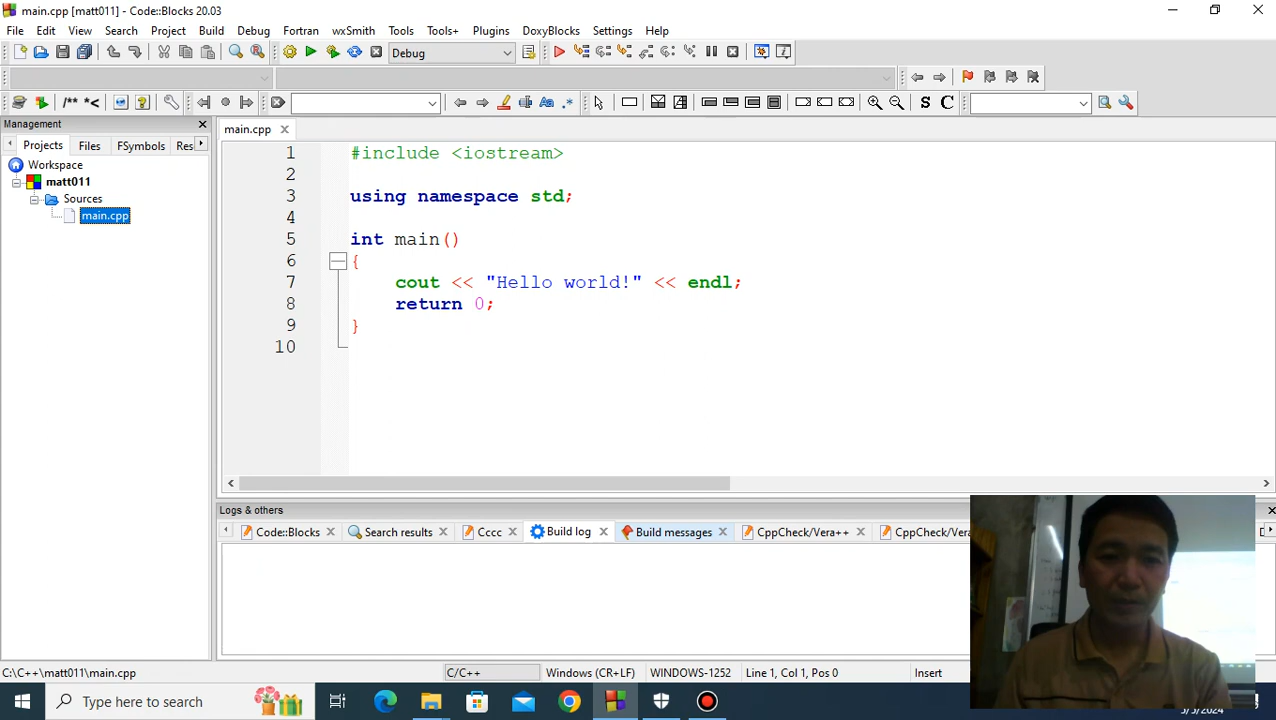 main.cpp [matt011] - Code::Blocks 20.03
File Edit View Search Project Build Debug Fortran wxSmith Tools Tools+ Plugins DoxyBlocks Settings Help
Debug
/** *<
Aa .* S C
Management
Projects Files FSymbols Res
Workspace
matt011
Sources
main.cpp
main.cpp
1 #include <iostream>
2
3 using namespace std;
4
5 int main()
6 {
7 cout << "Hello world!" << endl;
8 return 0;
9 }
10
Logs & others
Code::Blocks Search results Cccc Build log Build messages CppCheck/Vera++ CppCheck/Vera
C:\C++\matt011\main.cpp C/C++ Windows (CR+LF) WINDOWS-1252 Line 1, Col 1, Pos 0 Insert
Type here to search